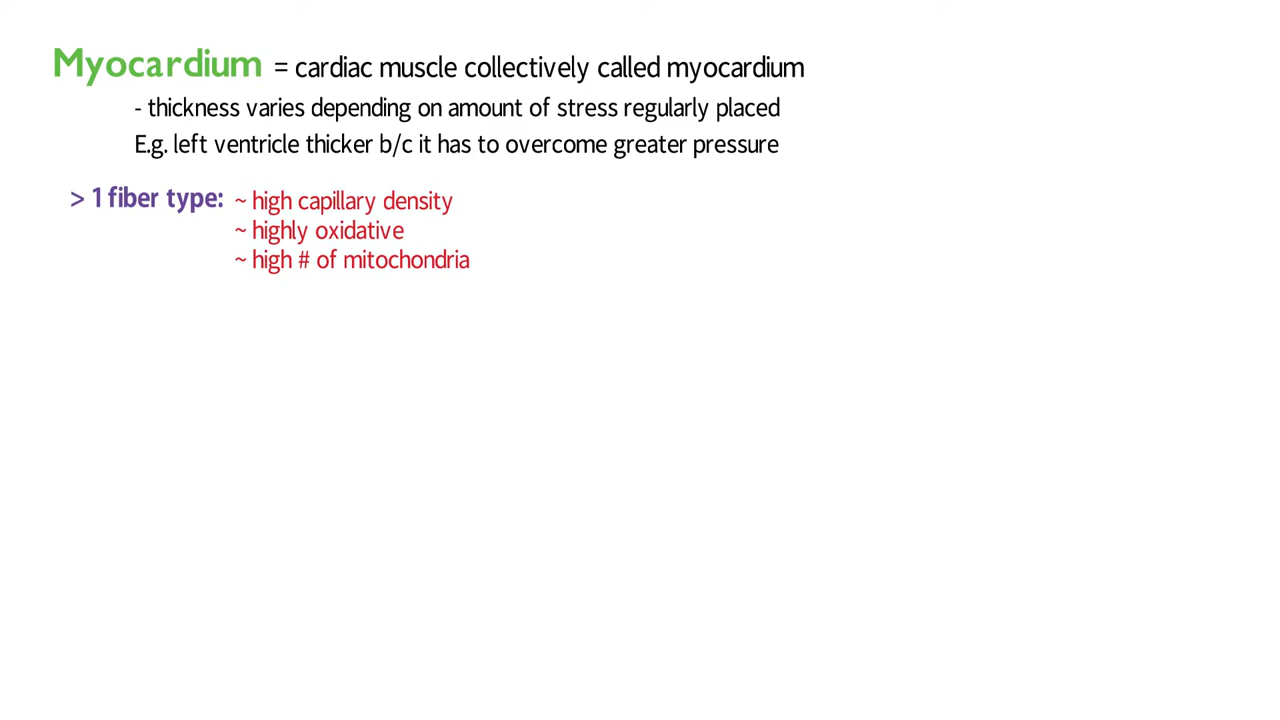 Myocardium = cardiac muscle collectively called myocardium
- thickness varies depending on amount of stress regularly placed
E.g. left ventricle thicker b/c it has to overcome greater pressure
> 1 fiber type: ~ high capillary density
~ highly oxidative
~ high # of mitochondria